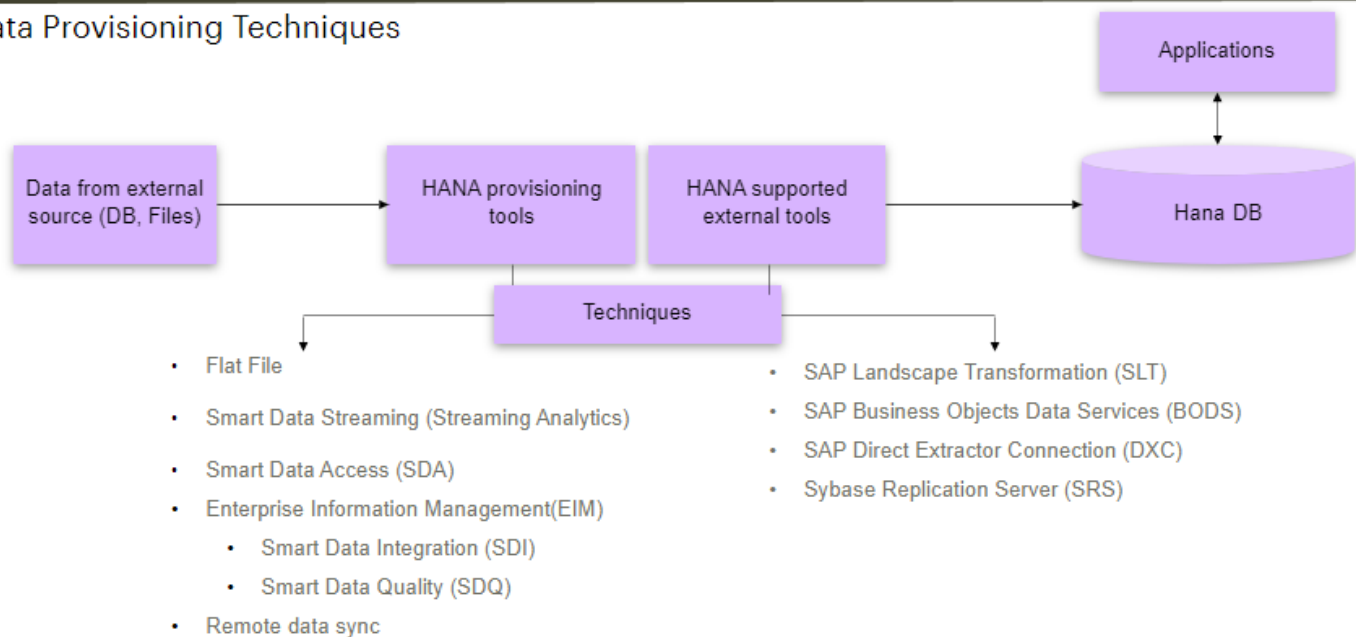 ata Provisioning Techniques
Applications
Data from external
source (DB, Files)
HANA provisioning
tools
HANA supported
external tools
Hana DB
Techniques
• Flat File
• Smart Data Streaming (Streaming Analytics)
• Smart Data Access (SDA)
• Enterprise Information Management(EIM)
• Smart Data Integration (SDI)
• Smart Data Quality (SDQ)
• Remote data sync
• SAP Landscape Transformation (SLT)
• SAP Business Objects Data Services (BODS)
• SAP Direct Extractor Connection (DXC)
• Sybase Replication Server (SRS)